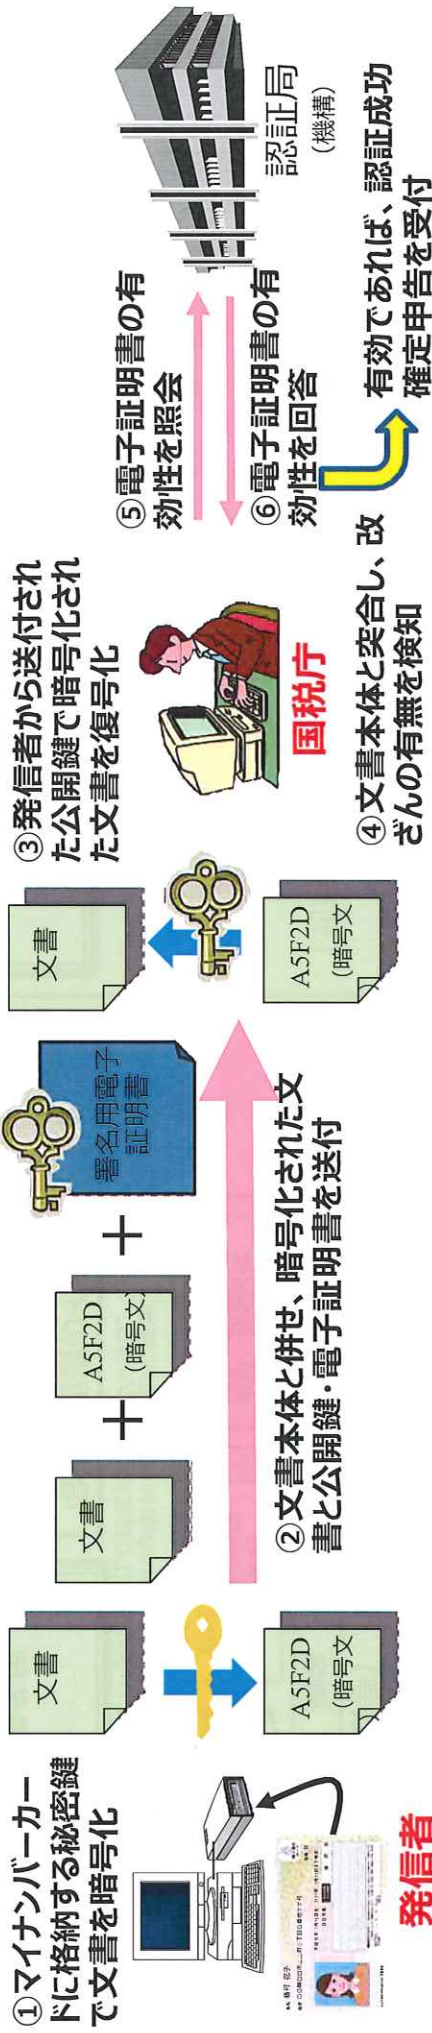 ①マイナンバーカー
ドに格納する秘密鍵
で文書を暗号化
文書
A5F2D
(暗号文
発信者
文書
＋
A5F2D
(暗号文)
＋
署名用電子
証明書
②文書本体と併せ、暗号化された文
書と公開鍵・電子証明書を送付
文書
A5F2D
(暗号文
③発信者から送付され
た公開鍵で暗号化され
た文書を復号化
国税庁
④文書本体と突合し、改
ざんの有無を検知
⑤電子証明書の有
効性を照会
⑥電子証明書の有
効性を回答
認証局
(機構)
有効であれば、認証成功
確定申告を受付